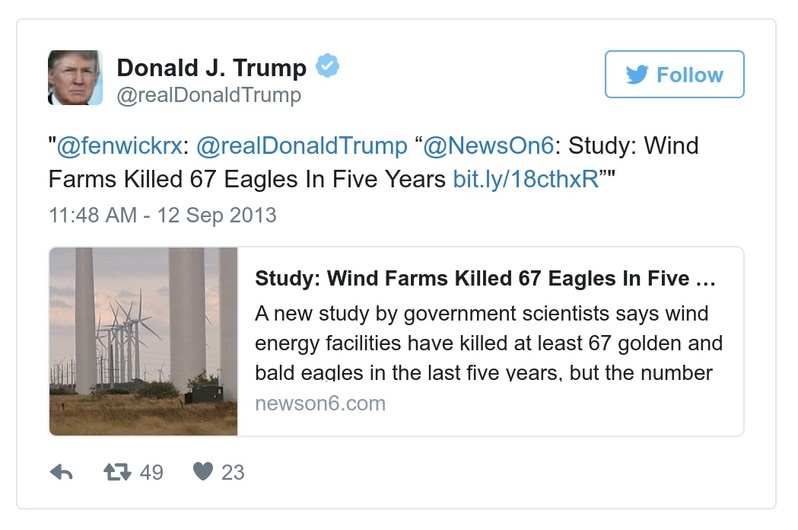 Donald J. Trump
@realDonaldTrump
Follow
"@fenwickrx: @realDonaldTrump “@NewsOn6: Study: Wind
Farms Killed 67 Eagles In Five Years bit.ly/18cthxR”"
11:48 AM - 12 Sep 2013
Study: Wind Farms Killed 67 Eagles In Five ...
A new study by government scientists says wind
energy facilities have killed at least 67 golden and
bald eagles in the last five years, but the number
newson6.com
49
23